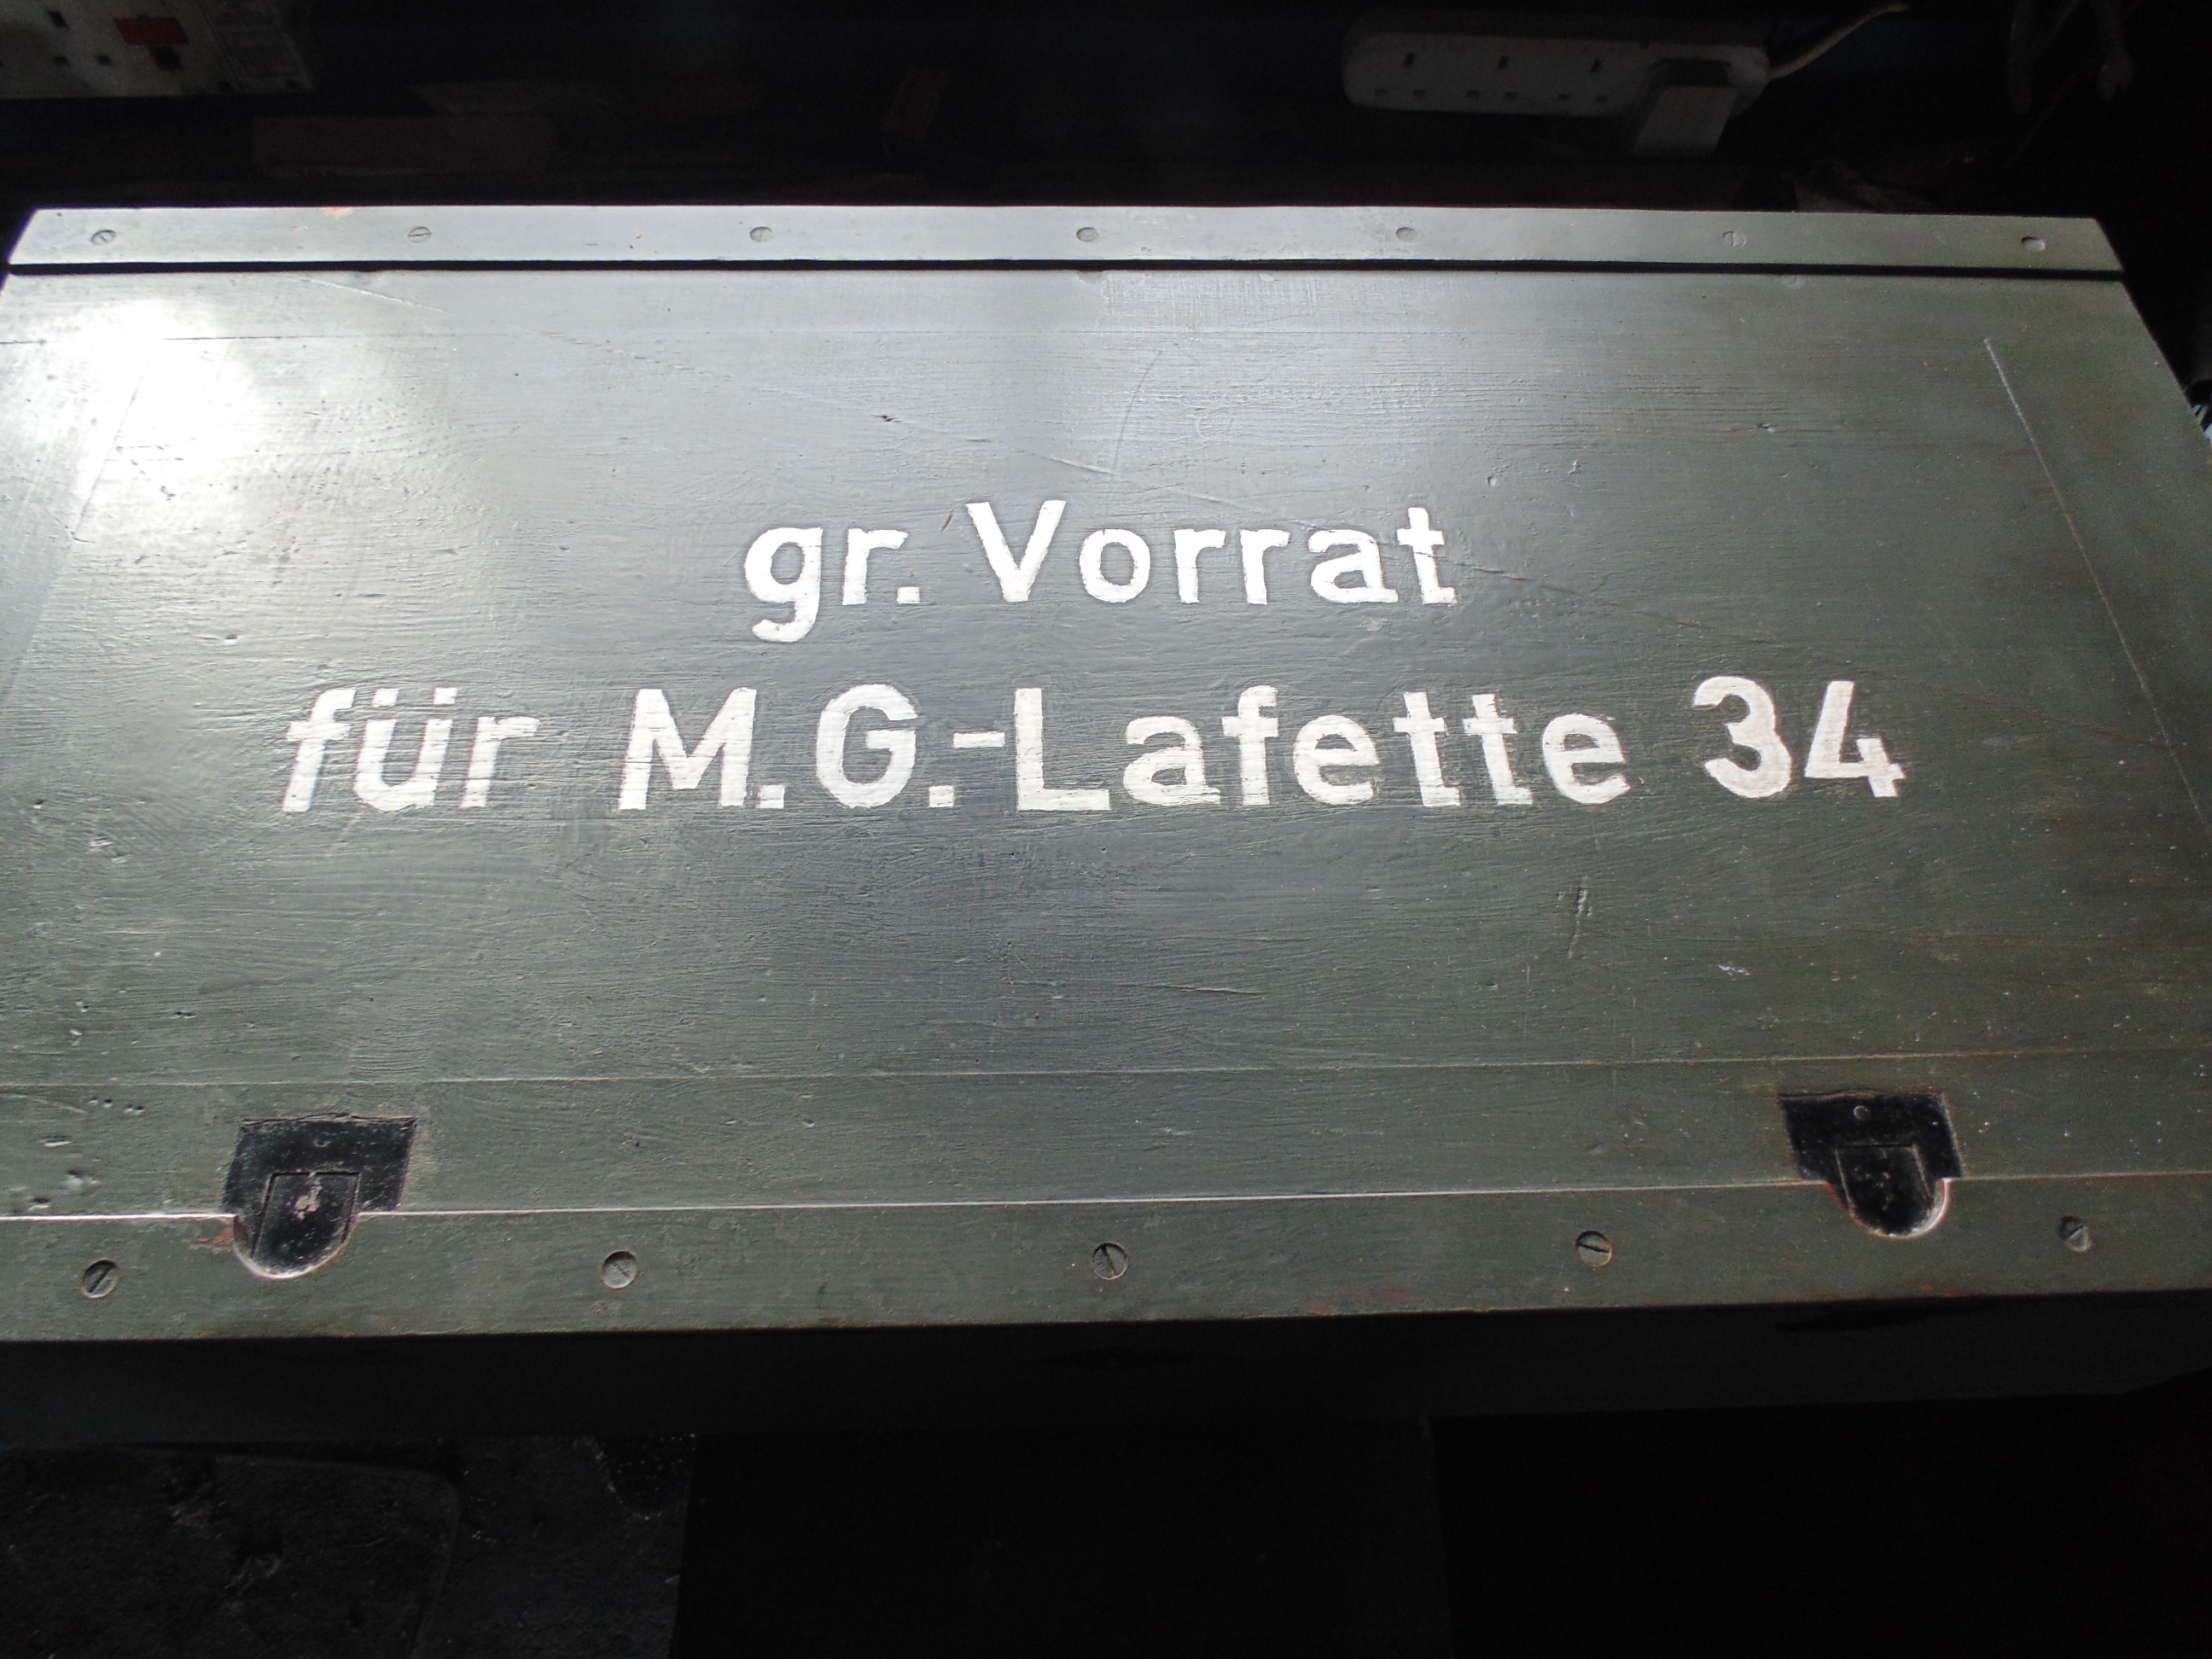 gr. Vorrat
für M.G.-Lafette 34